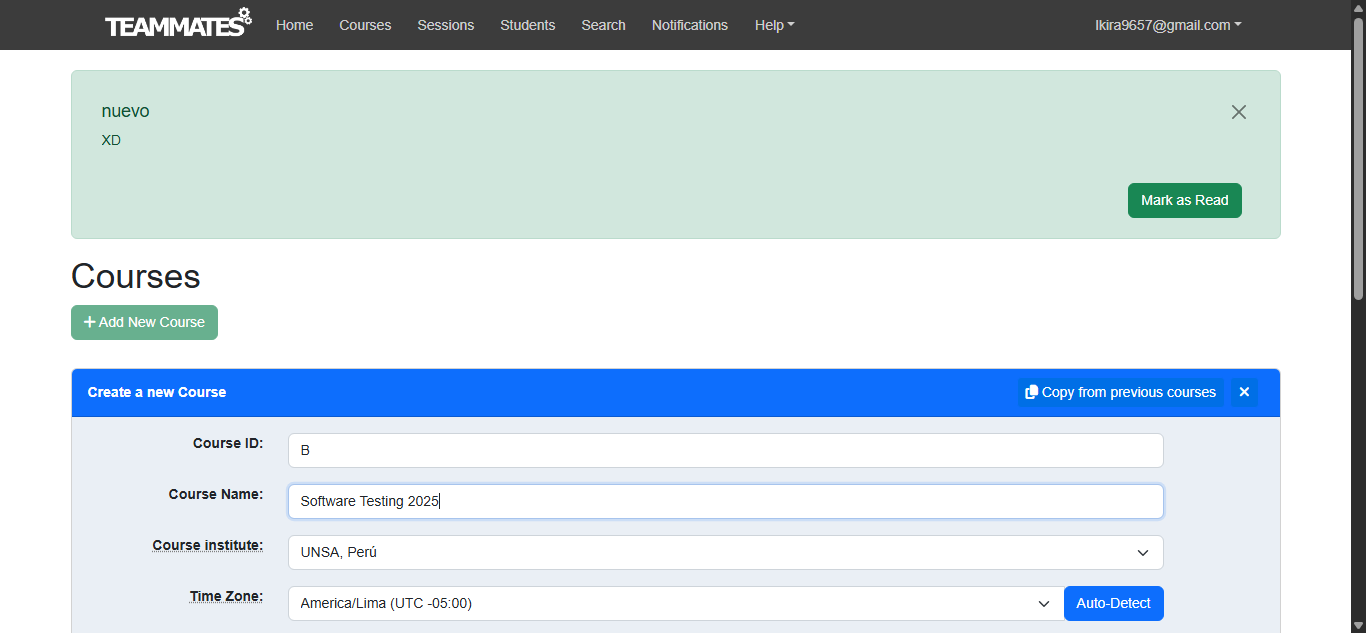 TEAMMATES Home Courses Sessions Students Search Notifications Help lkira9657@gmail.com
nuevo
XD
Mark as Read
Courses
+ Add New Course
Create a new Course Copy from previous courses ×
Course ID: B
Course Name: Software Testing 2025
Course institute: UNSA, Perú
Time Zone: America/Lima (UTC -05:00) Auto-Detect